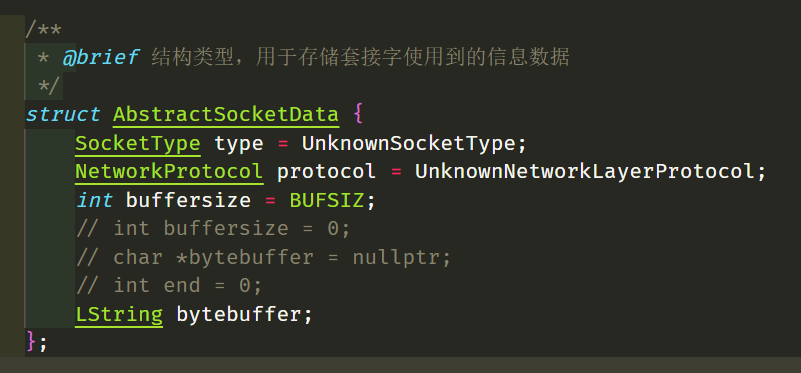 /**
 * @brief 结构类型，用于存储套接字使用到的信息数据
 */
struct AbstractSocketData {
    SocketType type = UnknownSocketType;
    NetworkProtocol protocol = UnknownNetworkLayerProtocol;
    int buffersize = BUFSIZ;
    // int buffersize = 0;
    // char *bytebuffer = nullptr;
    // int end = 0;
    LString bytebuffer;
};